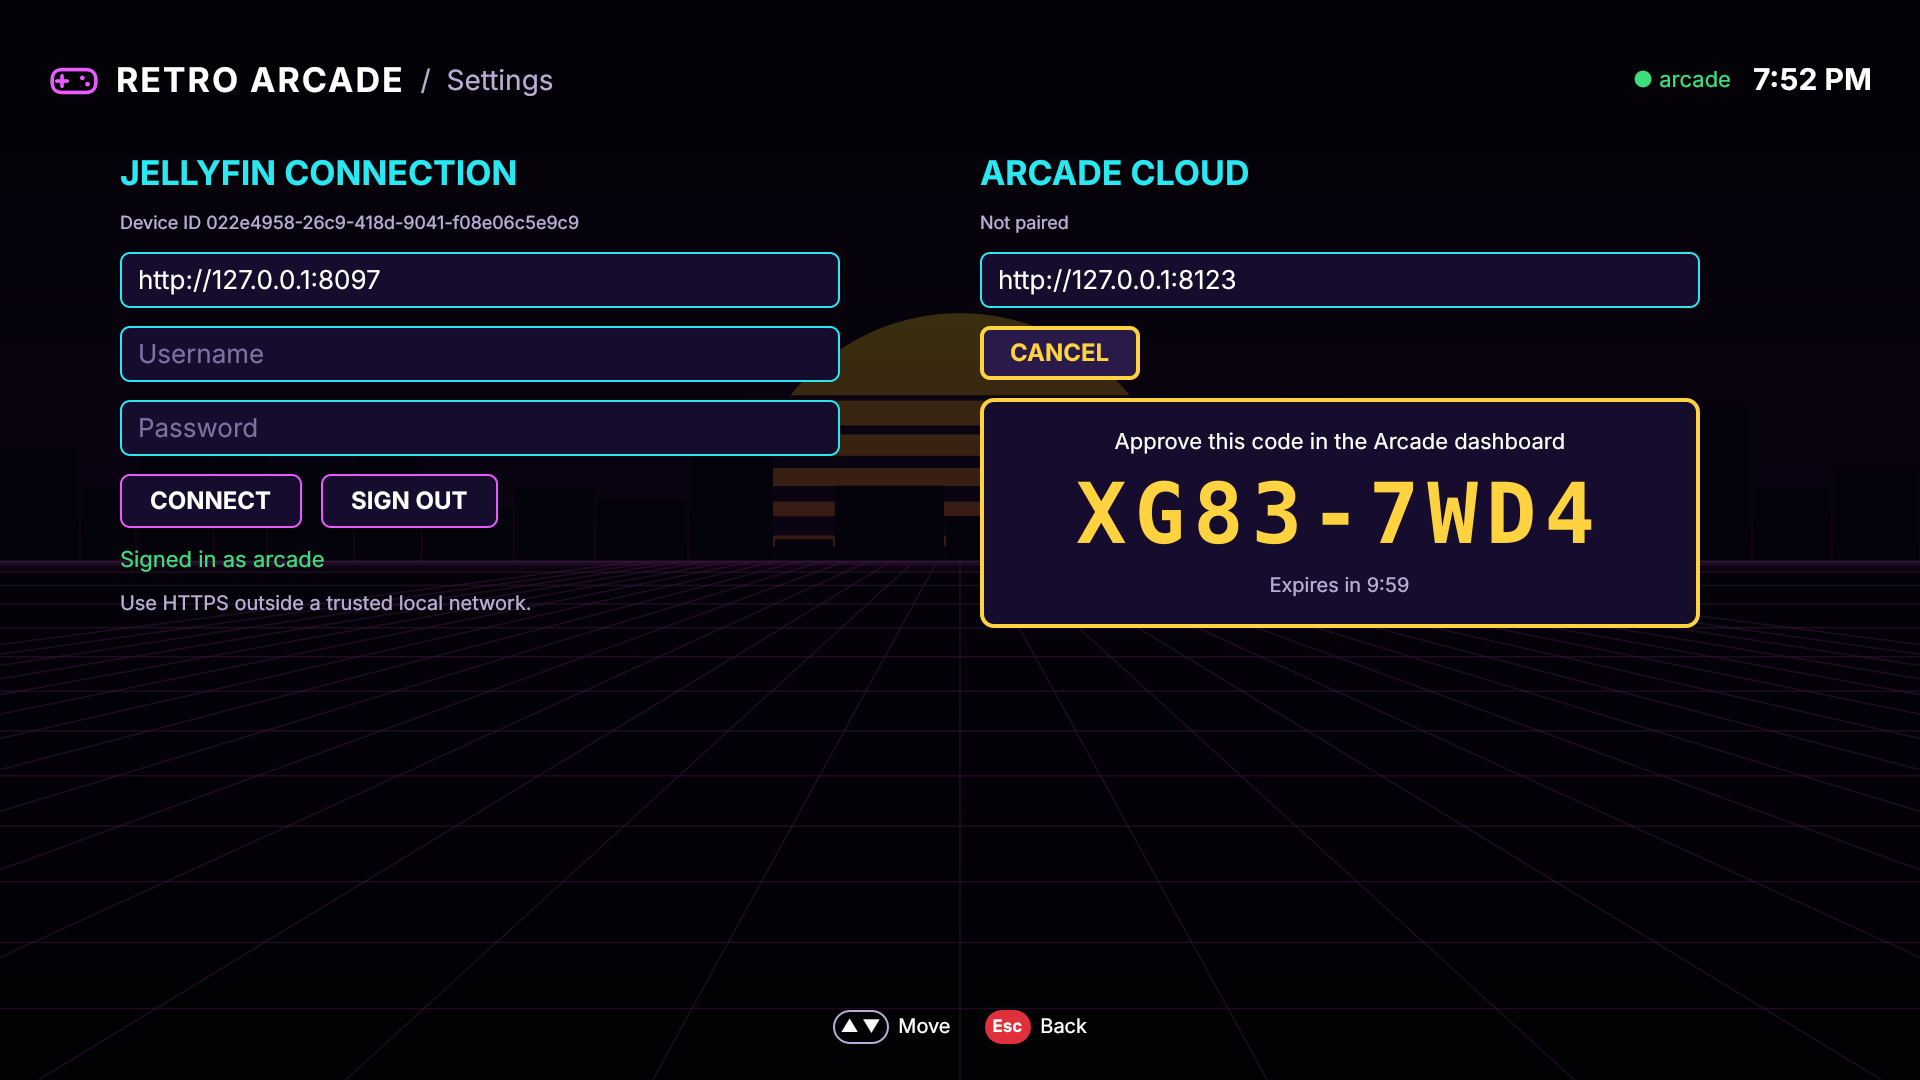 RETRO ARCADE / Settings
arcade 7:52 PM
JELLYFIN CONNECTION
Device ID 022e4958-26c9-418d-9041-f08e06c5e9c9
http://127.0.0.1:8097
Username
Password
CONNECT
SIGN OUT
Signed in as arcade
Use HTTPS outside a trusted local network.
ARCADE CLOUD
Not paired
http://127.0.0.1:8123
CANCEL
Approve this code in the Arcade dashboard
XG83-7WD4
Expires in 9:59
Move
Esc Back